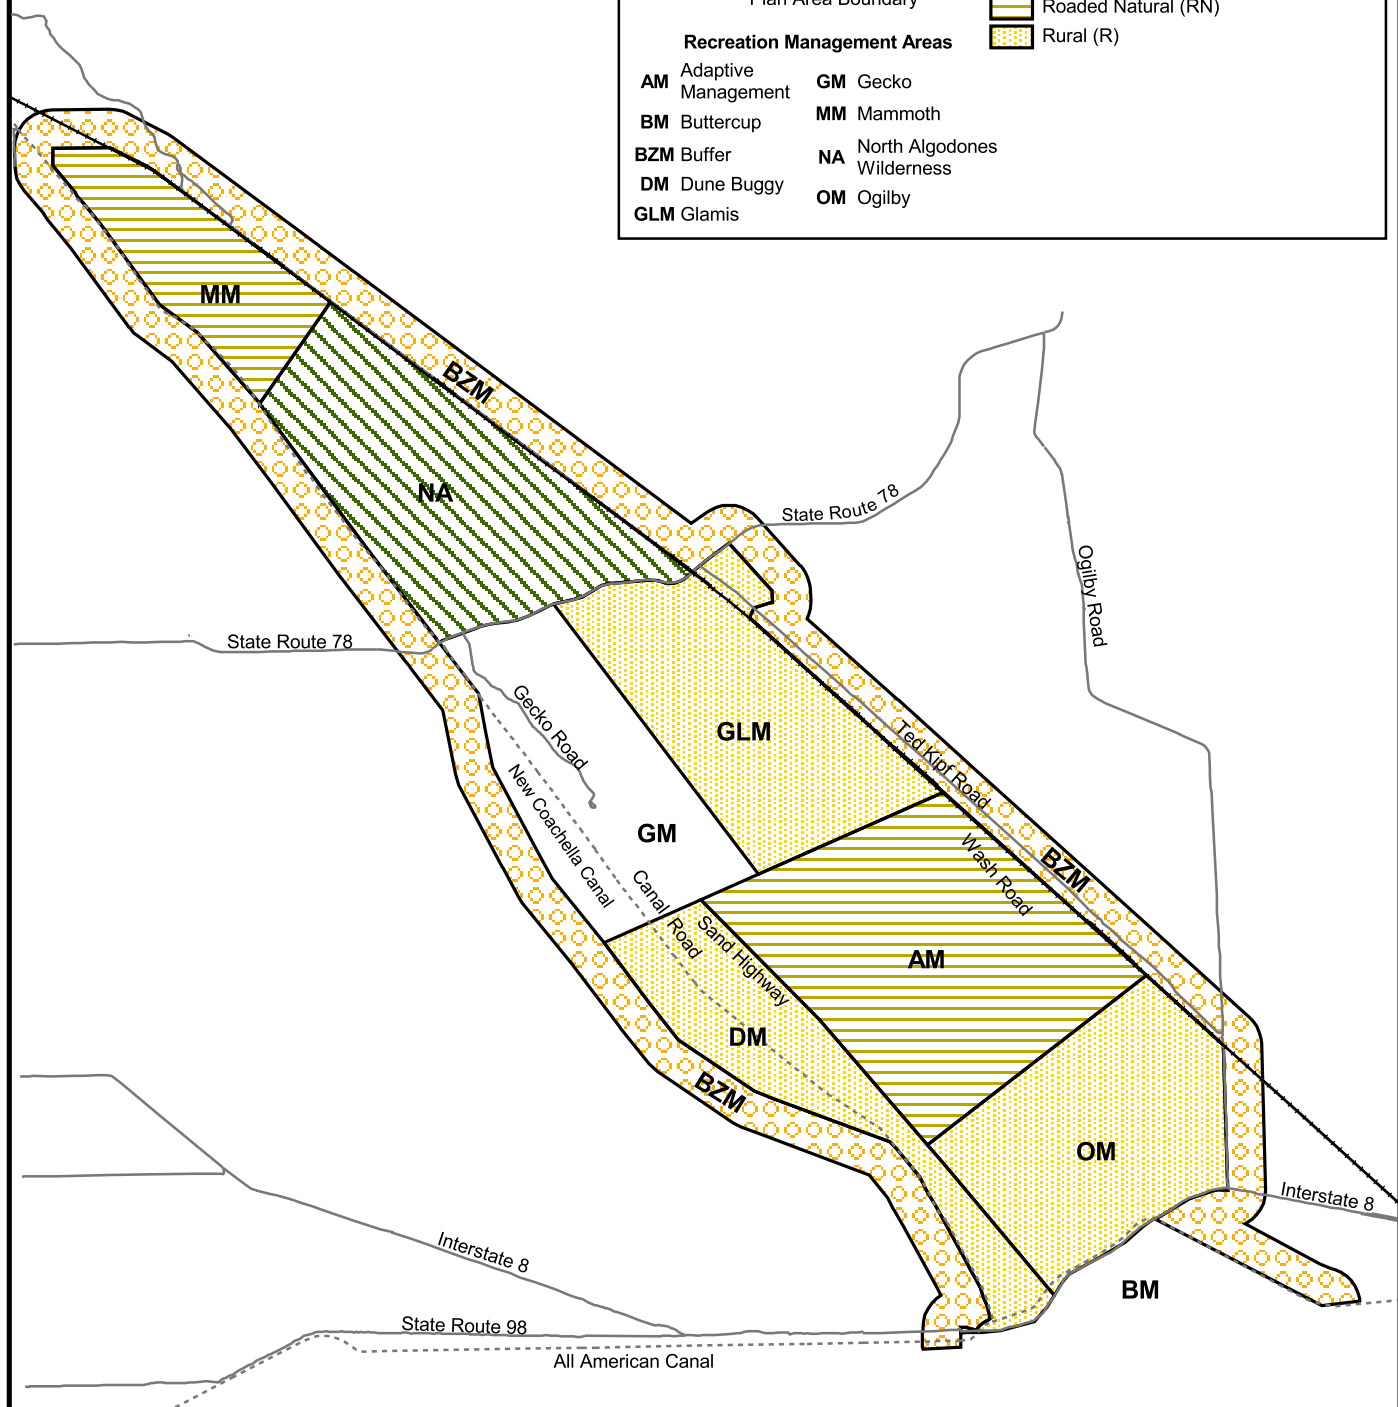 Plan Area Boundary
Roaded Natural (RN)
Rural (R)
Recreation Management Areas
AM Adaptive
Management
BM Buttercup
BZM Buffer
DM Dune Buggy
GLM Glamis
GM Gecko
MM Mammoth
NA North Algodones
Wilderness
OM Ogilby
MM
BZM
NA
State Route 78
Ogilby Road
State Route 78
Gecko Road
GLM
Ted Kipf Road
New Coachella Canal
GM
Canal Road
Wash Road
BZM
Sand Highway
AM
DM
BZM
OM
Interstate 8
Interstate 8
BM
State Route 98
All American Canal